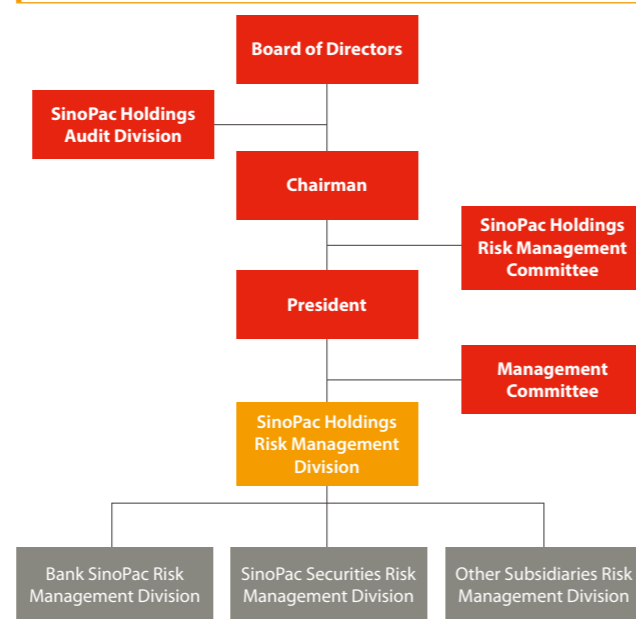 Board of Directors
SinoPac Holdings
Audit Division
Chairman
SinoPac Holdings
Risk Management
Committee
President
Management
Committee
SinoPac Holdings
Risk Management
Division
Bank SinoPac Risk
Management Division
SinoPac Securities Risk
Management Division
Other Subsidiaries Risk
Management Division